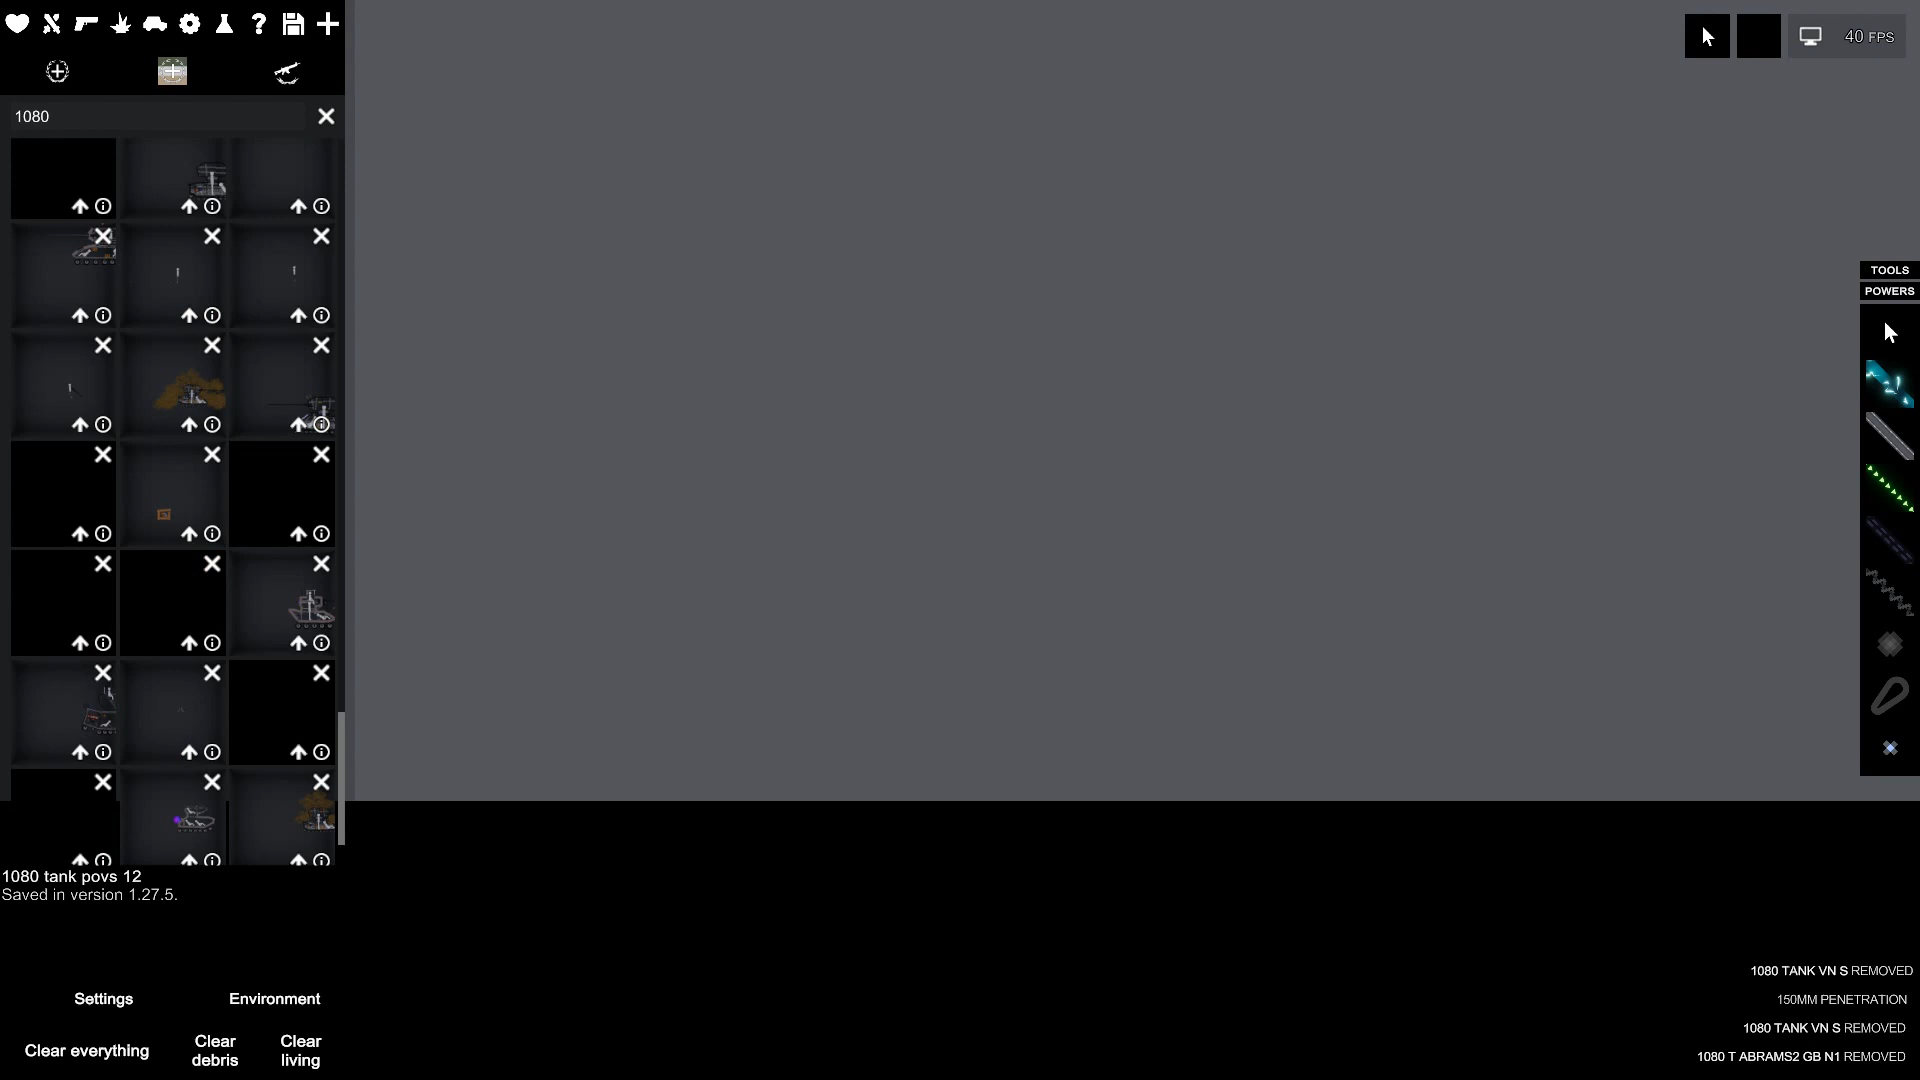 40 FPS
1080
TOOLS
POWERS
1080 tank povs 12
Saved in version 1.27.5.
Settings
Environment
Clear everything
Clear
debris
Clear
living
1080 TANK VN S REMOVED
150MM PENETRATION
1080 TANK VN S REMOVED
1080 T ABRAMS2 GB N1 REMOVED